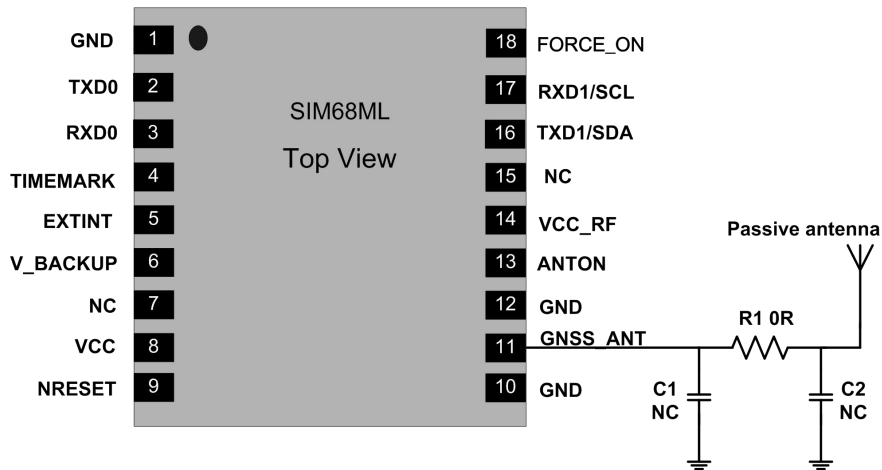 GND 1
TXD0 2
RXD0 3
TIMEMARK 4
EXTINT 5
V_BACKUP 6
NC 7
VCC 8
NRESET 9
SIM68ML
Top View
18 FORCE_ON
17 RXD1/SCL
16 TXD1/SDA
15 NC
14 VCC_RF
13 ANTON
12 GND
11 GNSS_ANT
10 GND
Passive antenna
R1 0R
C1
NC
C2
NC